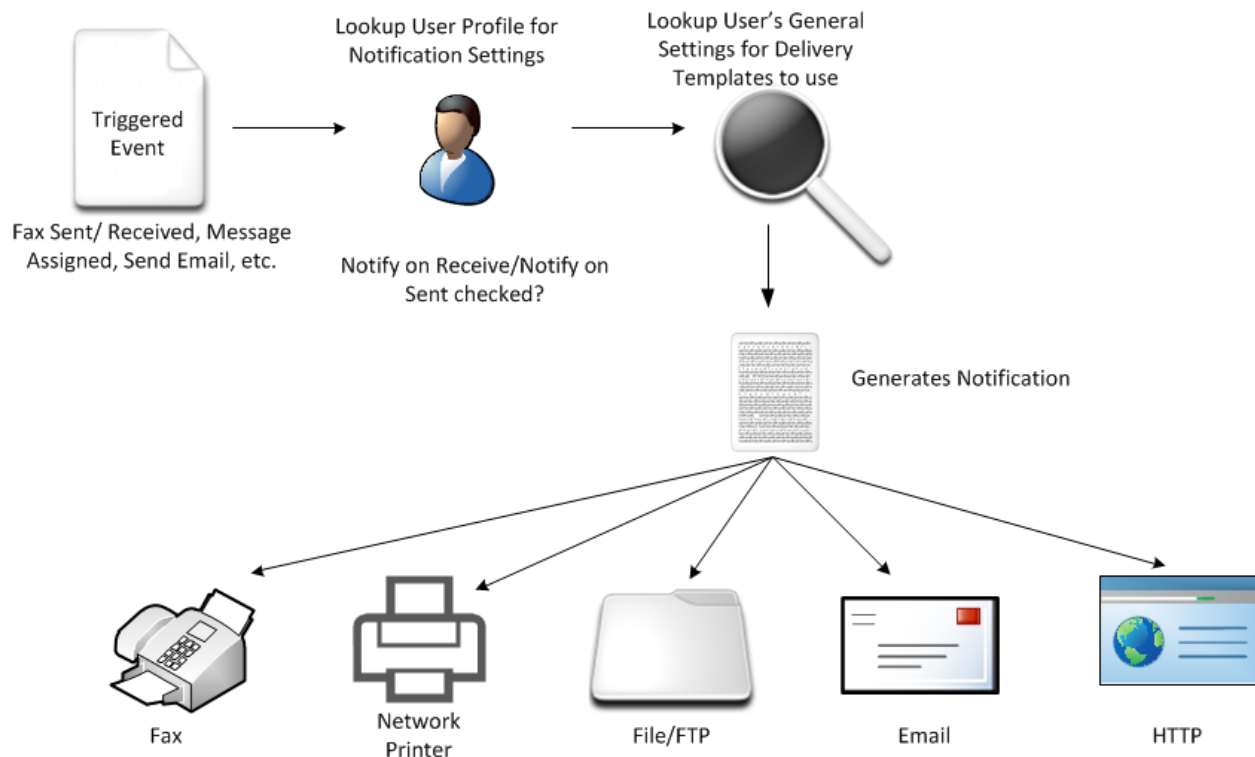 Triggered
Event
Fax Sent/ Received, Message
Assigned, Send Email, etc.
Lookup User Profile for
Notification Settings
Notify on Receive/Notify on
Sent checked?
Lookup User’s General
Settings for Delivery
Templates to use
Generates Notification
Fax
Network
Printer
File/FTP
Email
HTTP